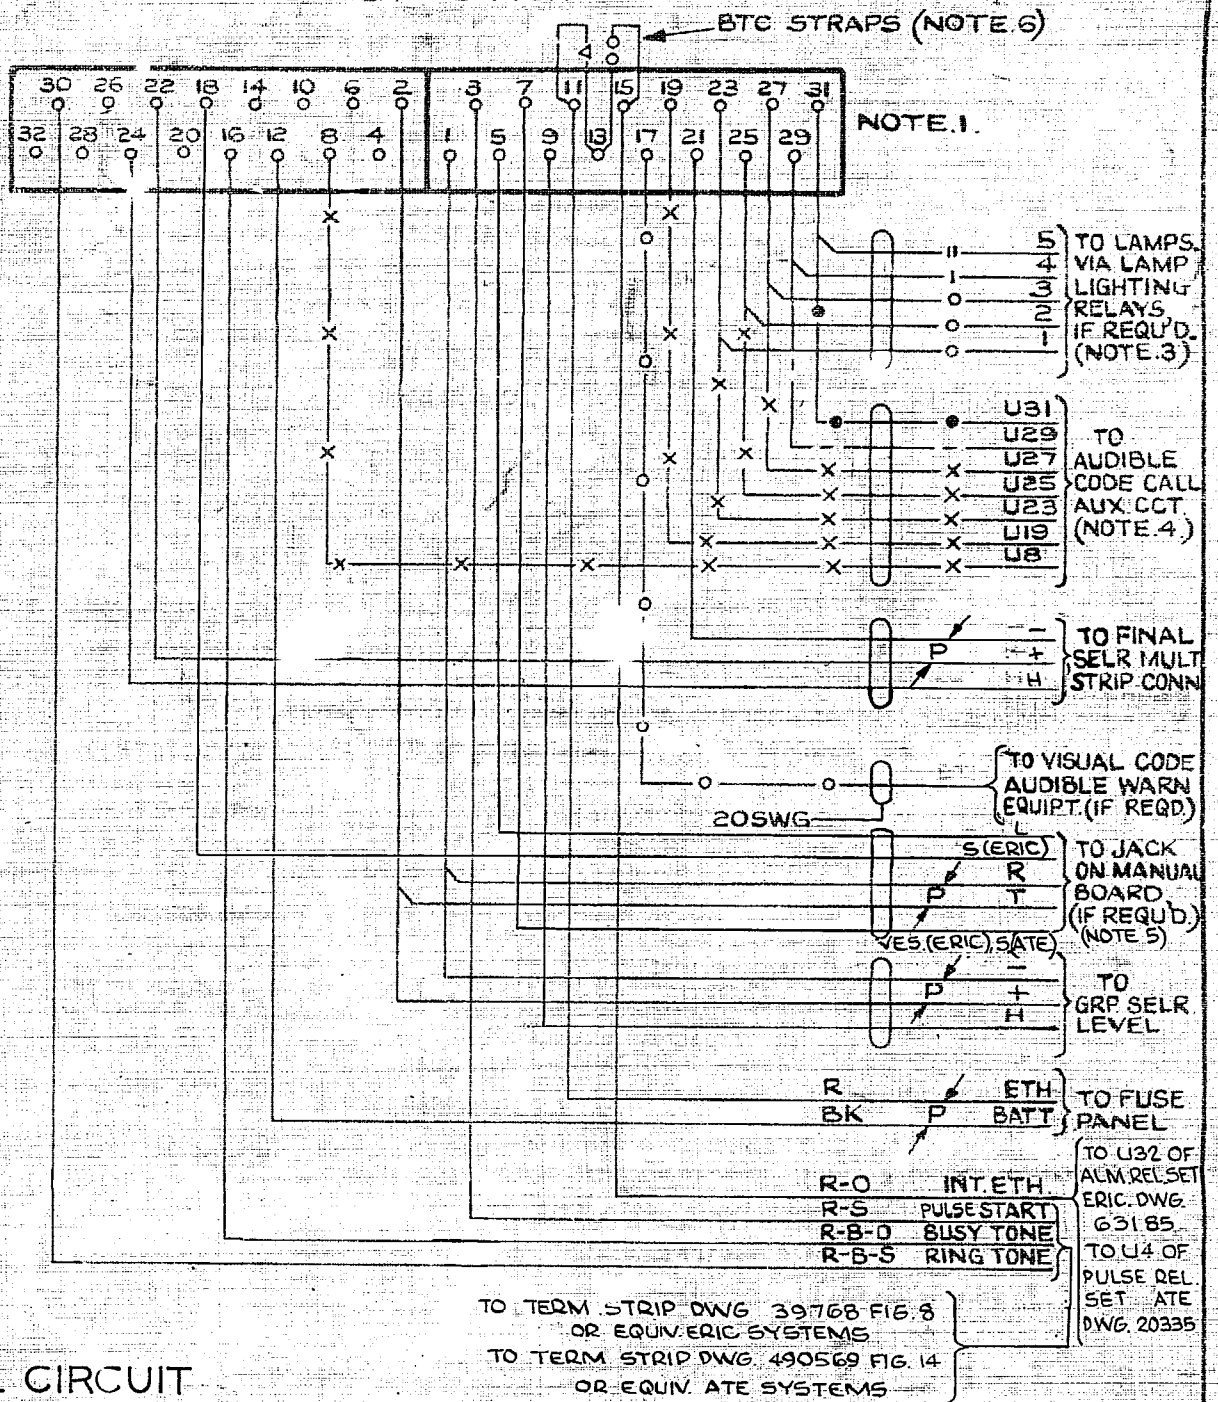 BTC STRAPS (NOTE.6)
30 26 22 18 14 10 6 2 3 7 11 15 19 23 27 31
NOTE.1.
32 28 24 20 16 12 8 4 1 5 9 13 17 21 25 29
5
4
3
2
1
TO LAMPS.
VIA LAMP
LIGHTING
RELAYS,
IF REQU'D.
(NOTE.3)
U31
U29
U27
U25
U23
U19
U8
TO
AUDIBLE
CODE CALL
AUX.CCT.
(NOTE.4.)
P
-
+
H
TO FINAL
SELR MULT
STRIP CONN
TO VISUAL CODE
AUDIBLE WARN
EQUIPT.(IF REQD)
20SWG
L
S(ERIC)
R
P T
VES.(ERIC),S(ATE)
TO JACK
ON MANUAL
BOARD,
(IF REQU'D.)
(NOTE 5)
P
-
+
H
TO
GRP SELR
LEVEL
R ETH
BK P BATT
TO FUSE
PANEL
R-O INT. ETH.
R-S PULSE START
R-B-O BUSY TONE
R-B-S RING TONE
TO U32 OF
ALM.REL.SET
ERIC. DWG.
63185
TO U4 OF
PULSE REL.
SET ATE
DWG. 20335
TO TERM. STRIP DWG 39768 FIG.8
OR EQUIV. ERIC SYSTEMS
TO TERM STRIP DWG. 490569 FIG. 14
OR EQUIV. ATE SYSTEMS
CIRCUIT